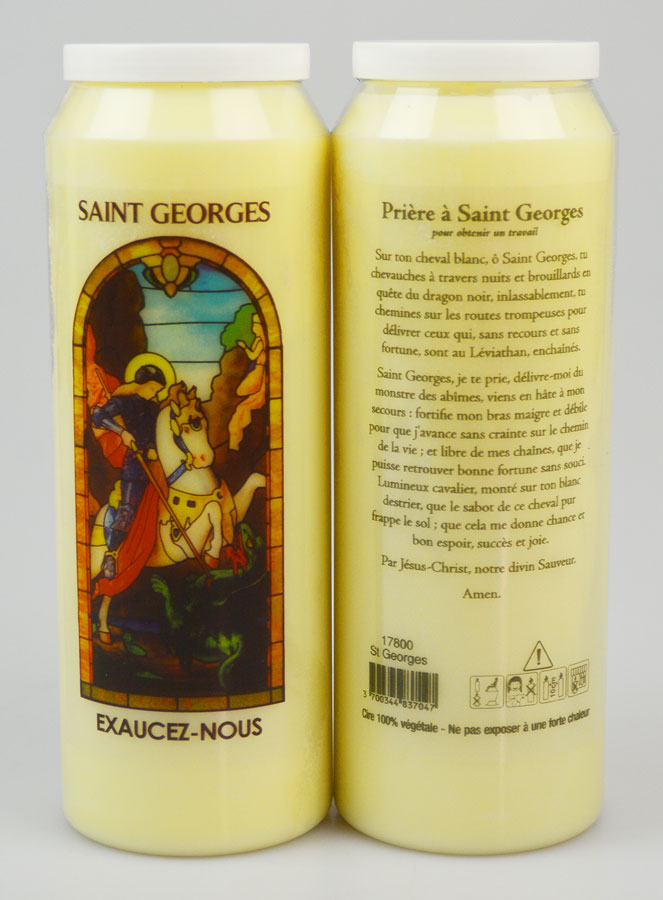 SAINT GEORGES
EXAUCEZ-NOUS
Prière à Saint Georges
pour obtenir un travail
Sur ton cheval blanc, ô Saint Georges, tu
chevauches à travers nuits et brouillards en
quête du dragon noir, inlassablement, tu
chemines sur les routes trompeuses pour
délivrer ceux qui, sans recours et sans
fortune, sont au Léviathan, enchaînés.
Saint Georges, je te prie, délivre-moi du
monstre des abîmes, viens en hâte à mon
secours : fortifie mon bras maigre et débile
pour que j'avance sans crainte sur le chemin
de la vie ; et libre de mes chaînes, que je
puisse retrouver bonne fortune sans souci.
Lumineux cavalier, monté sur ton blanc
destrier, que le sabot de ce cheval pur
frappe le sol ; que cela me donne chance et
bon espoir, succès et joie.
Par Jésus-Christ, notre divin Sauveur.
Amen.
17800
St Georges
3 700344 837047
Cire 100% végétale - Ne pas exposer à une forte chaleur